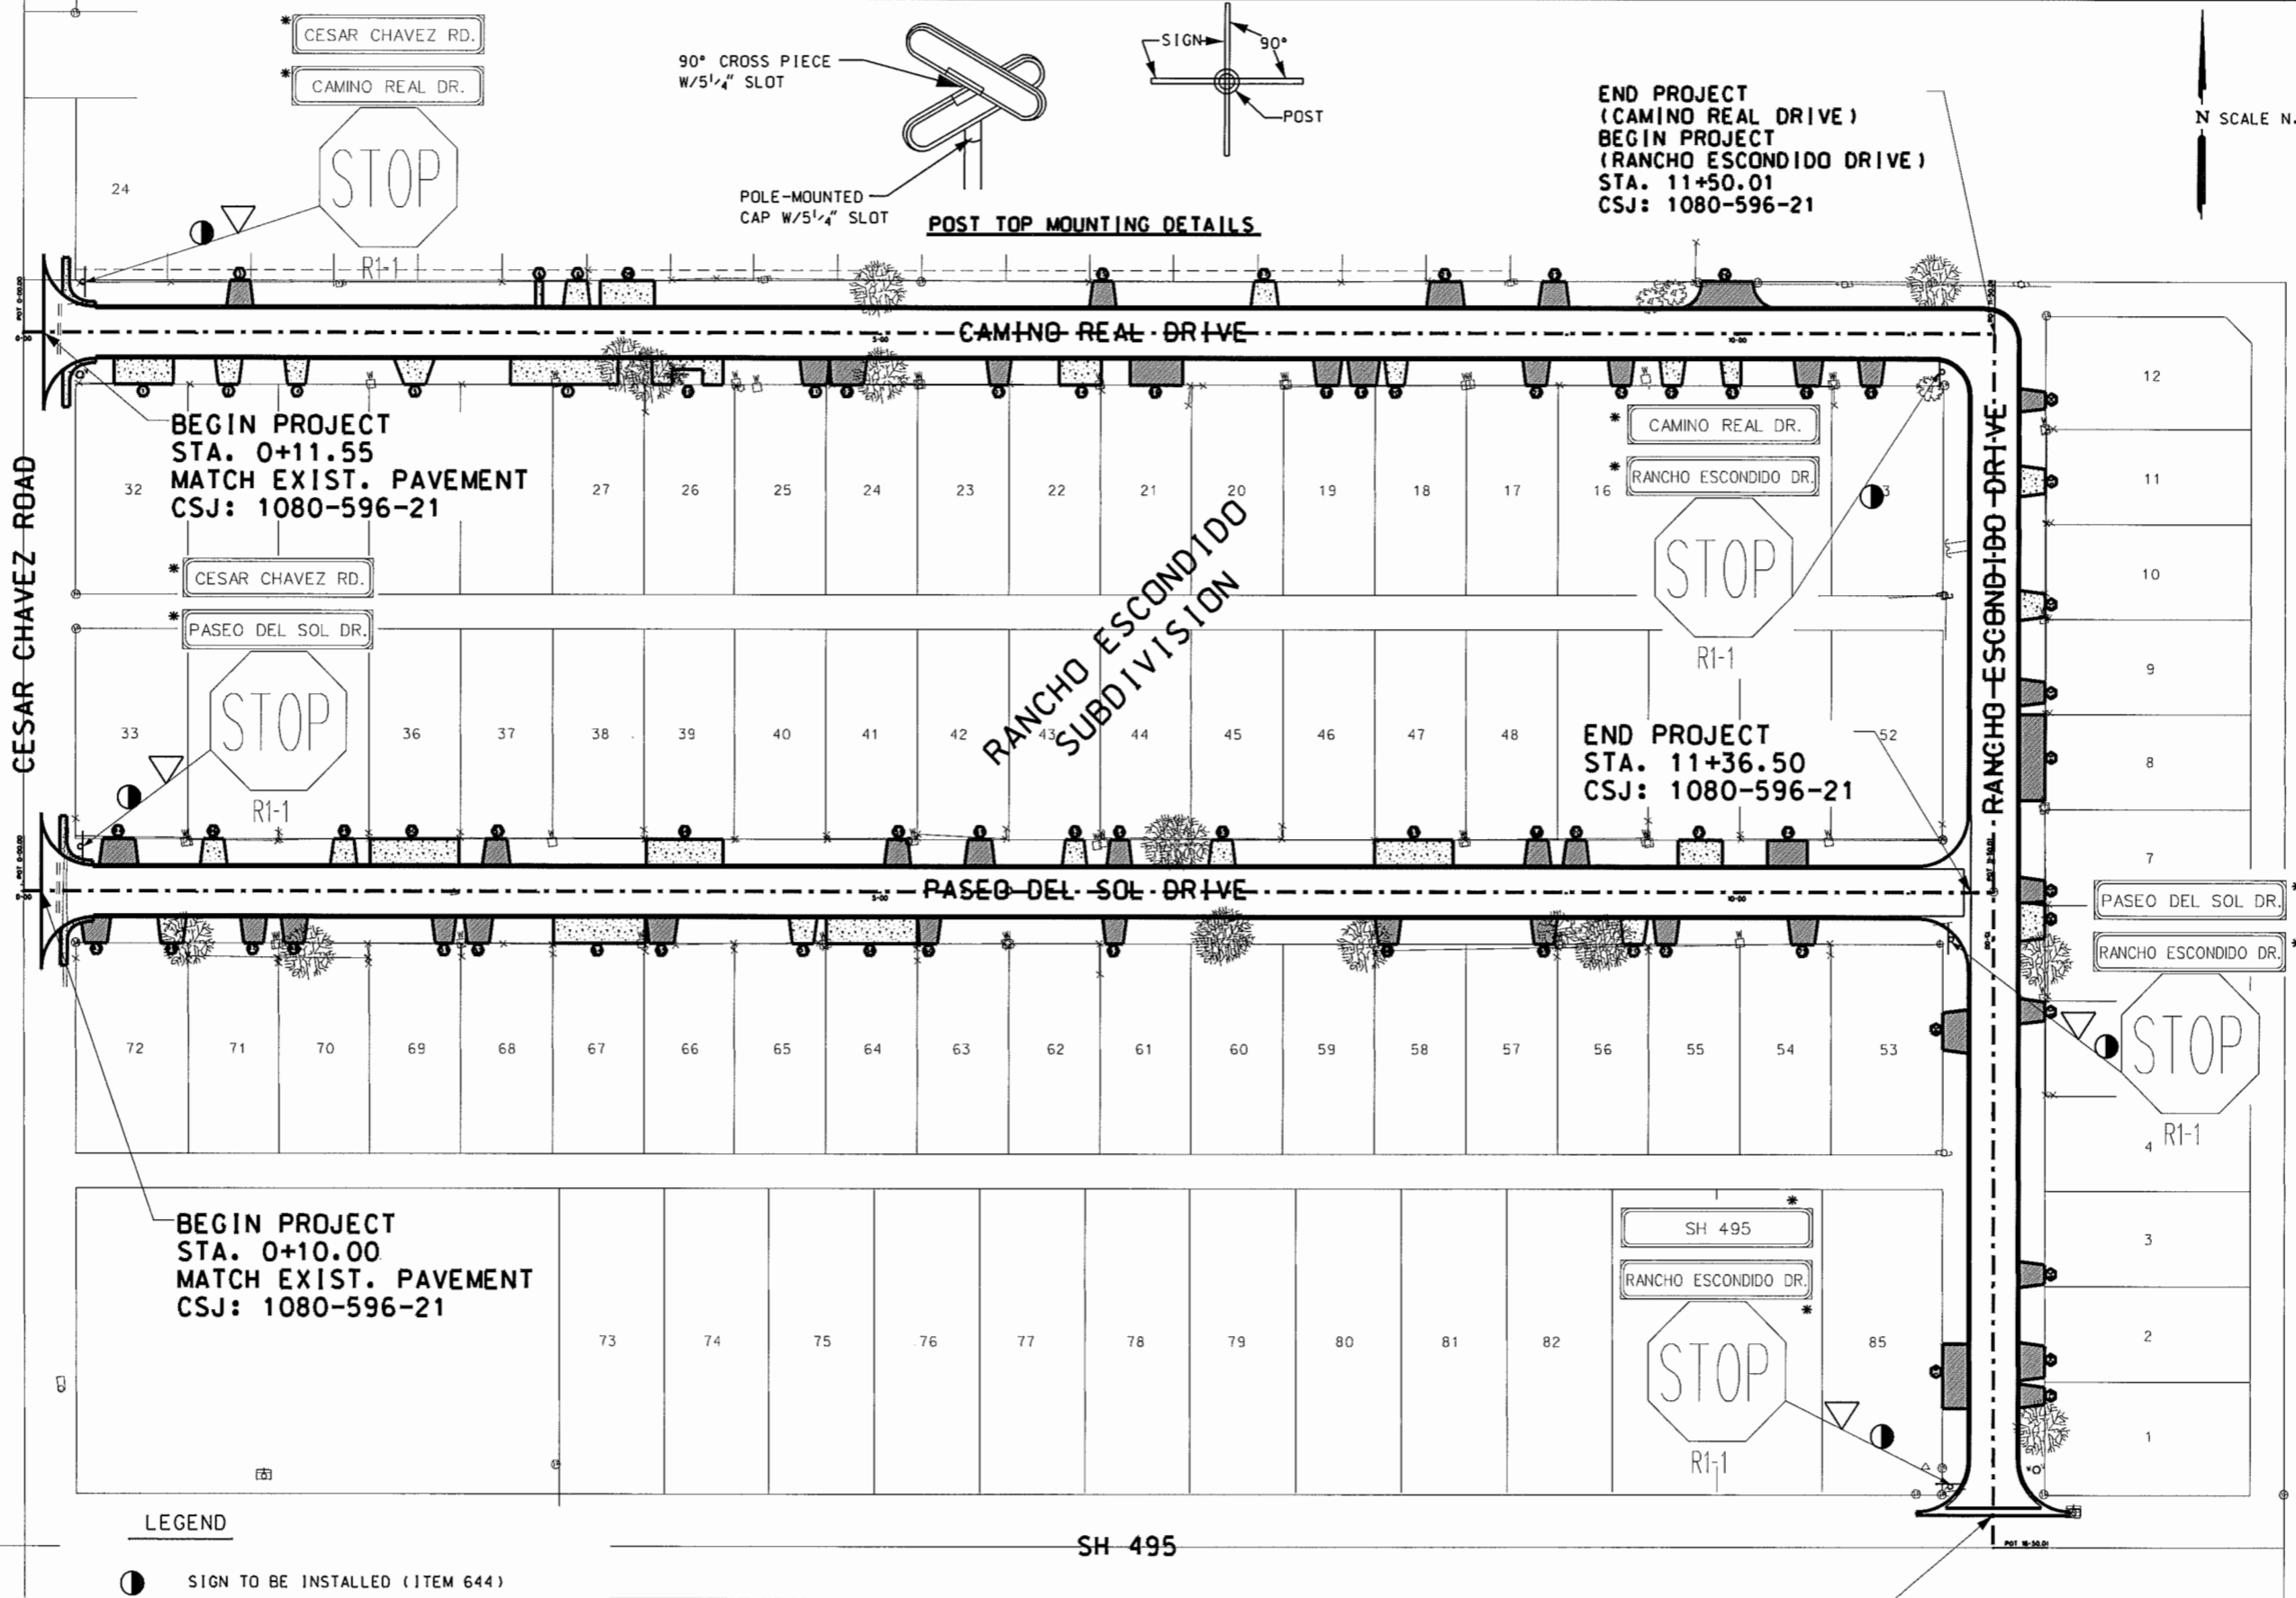 CESAR CHAVEZ RD.
CAMINO REAL DR.
STOP
R1-1
24
90° CROSS PIECE
W/5 1/4" SLOT
POLE-MOUNTED
CAP W/5 1/4" SLOT
SIGN
90°
POST
POST TOP MOUNTING DETAILS
END PROJECT
(CAMINO REAL DRIVE)
BEGIN PROJECT
(RANCHO ESCONDIDO DRIVE)
STA. 11+50.01
CSJ: 1080-596-21
N SCALE N.
CAMINO REAL DRIVE
BEGIN PROJECT
STA. 0+11.55
MATCH EXIST. PAVEMENT
CSJ: 1080-596-21
CESAR CHAVEZ ROAD
32
27
26
25
24
23
22
21
20
19
18
17
16
3
* CAMINO REAL DR.
* RANCHO ESCONDIDO DR.
STOP
R1-1
RANCHO ESCONDIDO DRIVE
12
11
10
9
8
7
* CESAR CHAVEZ RD.
* PASEO DEL SOL DR.
STOP
R1-1
RANCHO ESCONDIDO
SUBDIVISION
33
36
37
38
39
40
41
42
43
44
45
46
47
48
52
END PROJECT
STA. 11+36.50
CSJ: 1080-596-21
PASEO DEL SOL DRIVE
PASEO DEL SOL DR. *
RANCHO ESCONDIDO DR. *
STOP
R1-1
72
71
70
69
68
67
66
65
64
63
62
61
60
59
58
57
56
55
54
53
4
3
2
1
BEGIN PROJECT
STA. 0+10.00
MATCH EXIST. PAVEMENT
CSJ: 1080-596-21
73
74
75
76
77
78
79
80
81
82
85
*
SH 495
RANCHO ESCONDIDO DR.
*
STOP
R1-1
LEGEND
SIGN TO BE INSTALLED (ITEM 644)
SH 495
POT 16+50.01